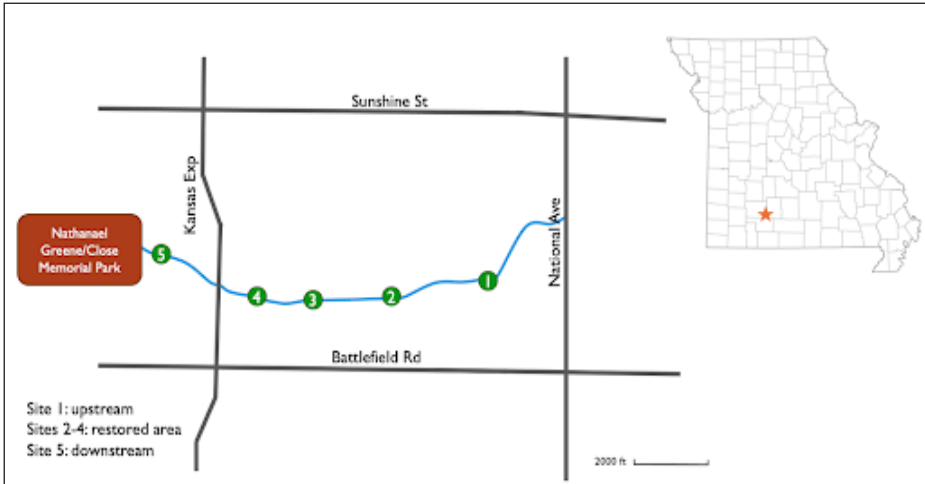 Sunshine St
Kansas Exp
National Ave
Nathanael
Greene/Close
Memorial Park
5
4
3
2
1
Battlefield Rd
Site 1: upstream
Sites 2-4: restored area
Site 5: downstream
2000 ft